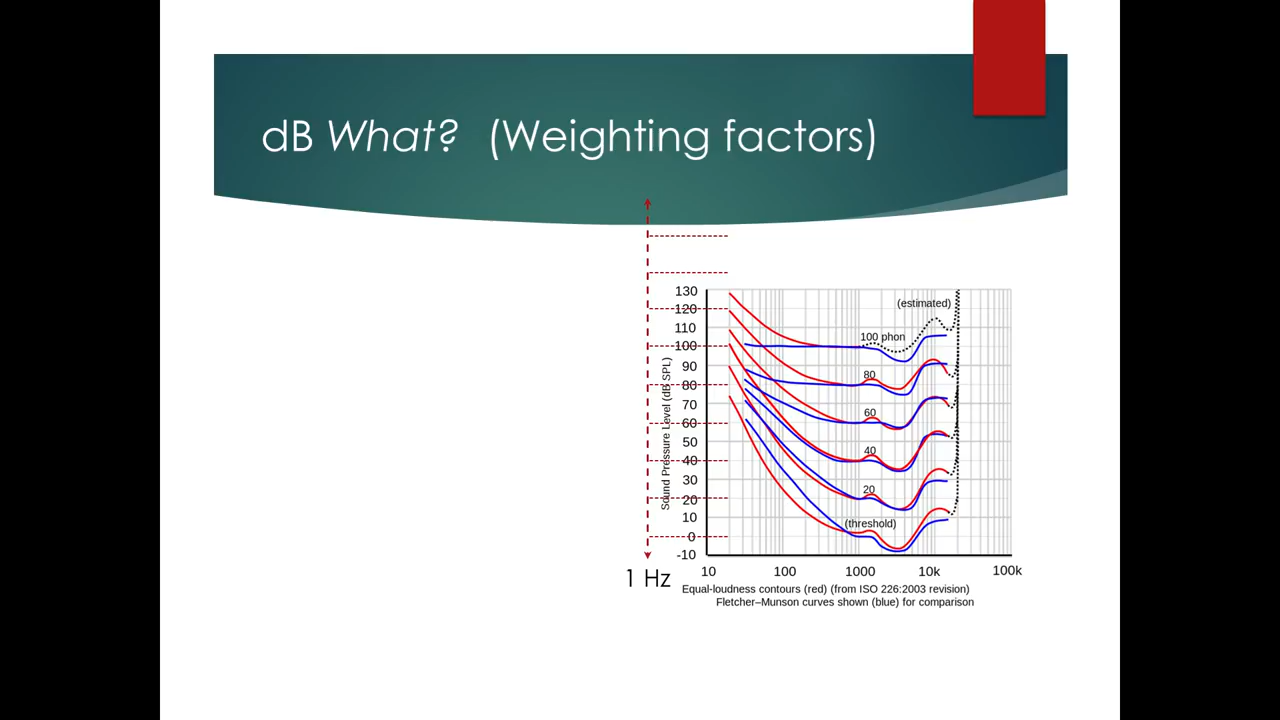 dB What? (Weighting factors)
130
120
110
100
90
80
70
60
50
40
30
20
10
0
-10
Sound Pressure Level (dB SPL)
(estimated)
100 phon
80
60
40
20
(threshold)
1 Hz
10 100 1000 10k 100k
Equal-loudness contours (red) (from ISO 226:2003 revision)
Fletcher–Munson curves shown (blue) for comparison